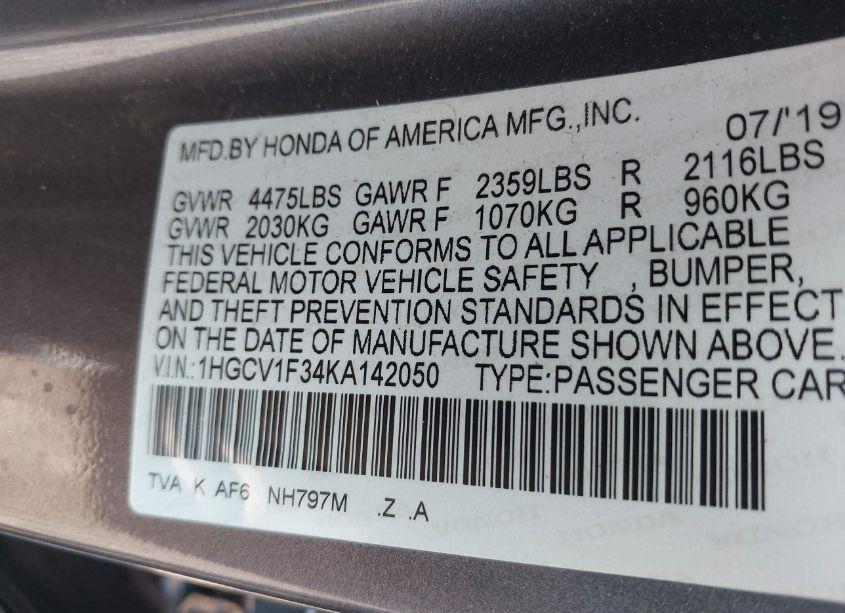 MFD.BY HONDA OF AMERICA MFG.,INC. 07/'19
GVWR 4475LBS GAWR F 2359LBS R 2116LBS
GVWR 2030KG GAWR F 1070KG R 960KG
THIS VEHICLE CONFORMS TO ALL APPLICABLE
FEDERAL MOTOR VEHICLE SAFETY , BUMPER,
AND THEFT PREVENTION STANDARDS IN EFFECT
ON THE DATE OF MANUFACTURE SHOWN ABOVE.
V.I.N.:1HGCV1F34KA142050 TYPE:PASSENGER CAR
TVA K AF6 NH797M .Z .A